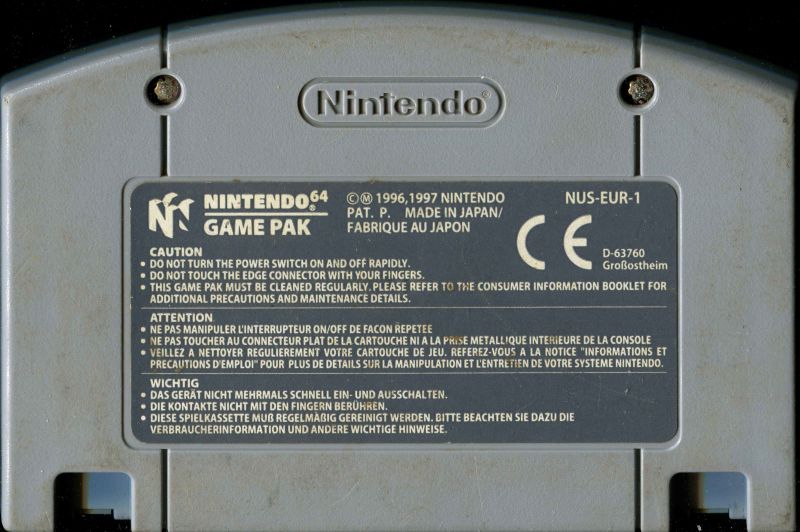 Nintendo®
NINTENDO®64
GAME PAK
©Ⓜ 1996,1997 NINTENDO
PAT. P. MADE IN JAPAN/
FABRIQUE AU JAPON
NUS-EUR-1
CE
D-63760
Großostheim
CAUTION
• DO NOT TURN THE POWER SWITCH ON AND OFF RAPIDLY.
• DO NOT TOUCH THE EDGE CONNECTOR WITH YOUR FINGERS.
• THIS GAME PAK MUST BE CLEANED REGULARLY. PLEASE REFER TO THE CONSUMER INFORMATION BOOKLET FOR
ADDITIONAL PRECAUTIONS AND MAINTENANCE DETAILS.
ATTENTION
• NE PAS MANIPULER L'INTERRUPTEUR ON/OFF DE FACON REPETEE
• NE PAS TOUCHER AU CONNECTEUR PLAT DE LA CARTOUCHE NI A LA PRISE METALLIQUE INTERIEURE DE LA CONSOLE
• VEILLEZ A NETTOYER REGULIEREMENT VOTRE CARTOUCHE DE JEU. REFEREZ-VOUS A LA NOTICE "INFORMATIONS ET
PRECAUTIONS D'EMPLOI" POUR PLUS DE DETAILS SUR LA MANIPULATION ET L'ENTRETIEN DE VOTRE SYSTEME NINTENDO.
WICHTIG
• DAS GERÄT NICHT MEHRMALS SCHNELL EIN- UND AUSSCHALTEN.
• DIE KONTAKTE NICHT MIT DEN FINGERN BERÜHREN.
• DIESE SPIELKASSETTE MUß REGELMÄßIG GEREINIGT WERDEN. BITTE BEACHTEN SIE DAZU DIE
VERBRAUCHERINFORMATION UND ANDERE WICHTIGE HINWEISE.